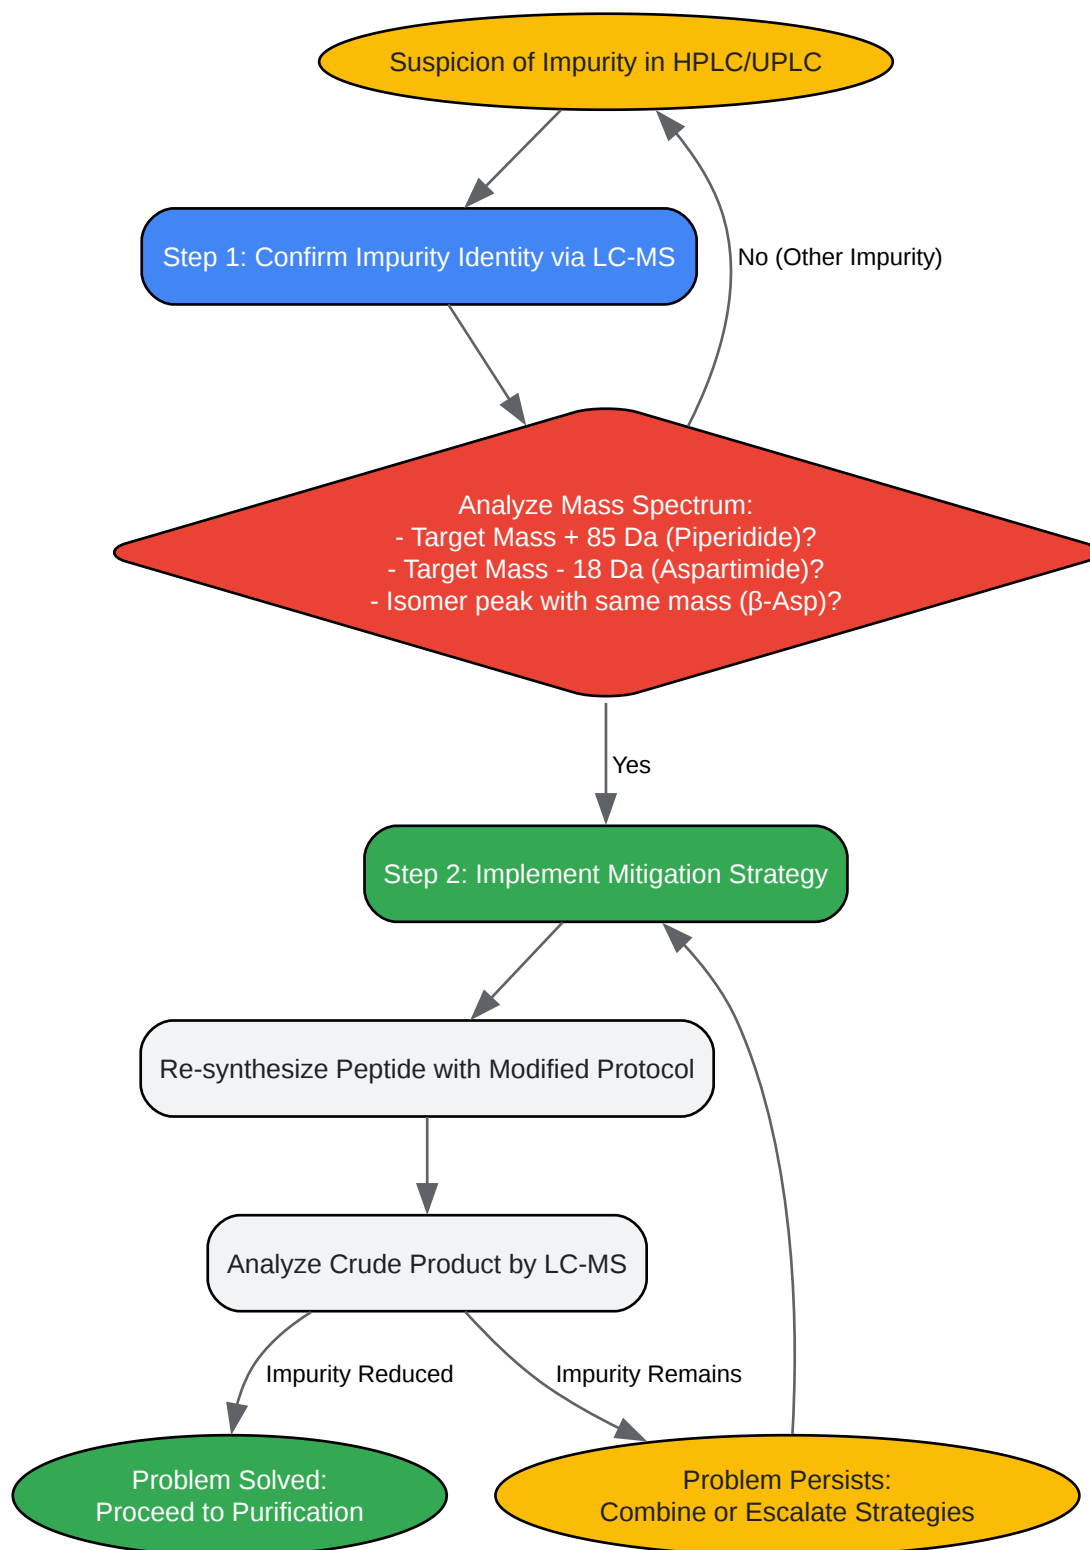 Suspicion of Impurity in HPLC/UPLC
Step 1: Confirm Impurity Identity via LC-MS
No (Other Impurity)
Analyze Mass Spectrum:
- Target Mass + 85 Da (Piperidide)?
- Target Mass - 18 Da (Aspartimide)?
- Isomer peak with same mass (β-Asp)?
Yes
Step 2: Implement Mitigation Strategy
Re-synthesize Peptide with Modified Protocol
Analyze Crude Product by LC-MS
Impurity Reduced
Impurity Remains
Problem Solved:
Proceed to Purification
Problem Persists:
Combine or Escalate Strategies